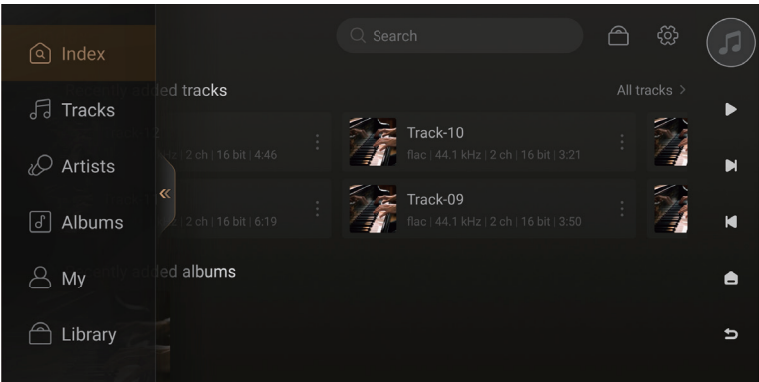 Index
Tracks
Artists
Albums
My
Library
Search
added tracks
All tracks >
| 2 ch | 16 bit | 4:46
Track-10
flac | 44.1 kHz | 2 ch | 16 bit | 3:21
| 2 ch | 16 bit | 6:19
Track-09
flac | 44.1 kHz | 2 ch | 16 bit | 3:50
added albums